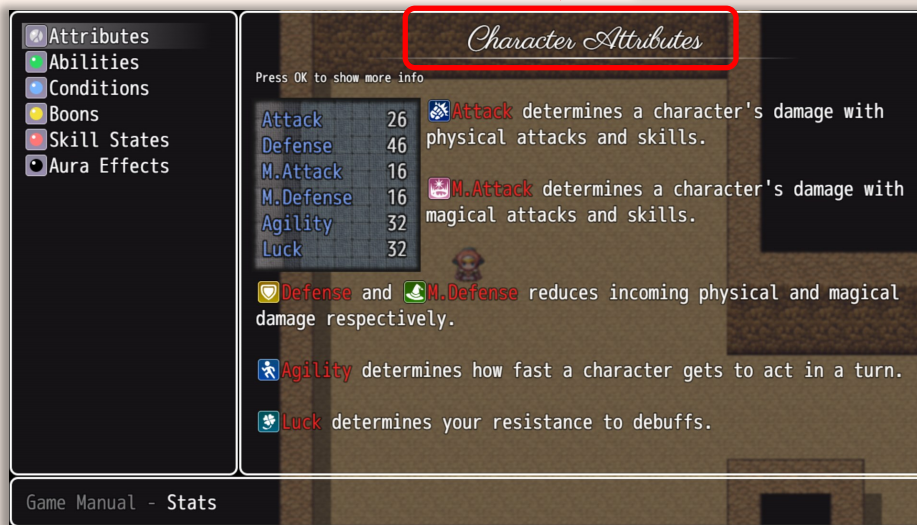 Attributes
Abilities
Conditions
Boons
Skill States
Aura Effects
Character Attributes
Press OK to show more info
Attack 26
Defense 46
M.Attack 16
M.Defense 16
Agility 32
Luck 32
Attack determines a character's damage with
physical attacks and skills.
M.Attack determines a character's damage with
magical attacks and skills.
Defense and M.Defense reduces incoming physical and magical
damage respectively.
Agility determines how fast a character gets to act in a turn.
Luck determines your resistance to debuffs.
Game Manual - Stats